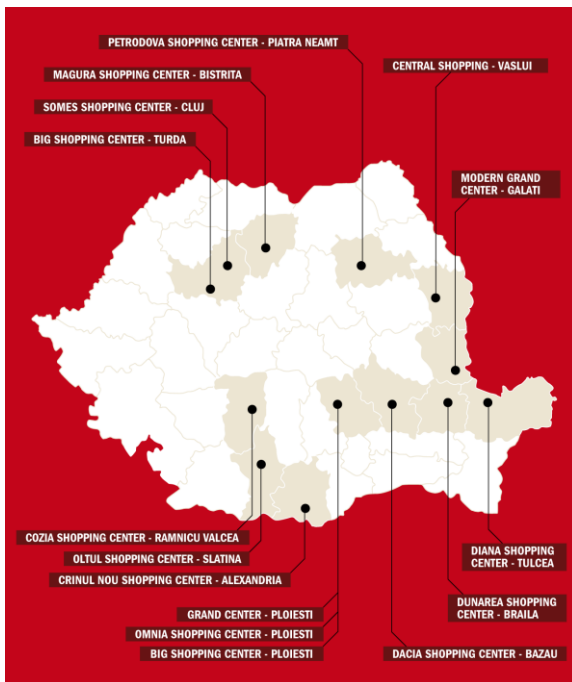 PETRODOVA SHOPPING CENTER - PIATRA NEAMT
CENTRAL SHOPPING - VASLUI
MAGURA SHOPPING CENTER - BISTRITA
SOMES SHOPPING CENTER - CLUJ
BIG SHOPPING CENTER - TURDA
MODERN GRAND
CENTER - GALATI
COZIA SHOPPING CENTER - RAMNICU VALCEA
OLTUL SHOPPING CENTER - SLATINA
CRINUL NOU SHOPPING CENTER - ALEXANDRIA
DIANA SHOPPING
CENTER - TULCEA
GRAND CENTER - PLOIESTI
OMNIA SHOPPING CENTER - PLOIESTI
BIG SHOPPING CENTER - PLOIESTI
DUNAREA SHOPPING
CENTER - BRAILA
DACIA SHOPPING CENTER - BAZAU